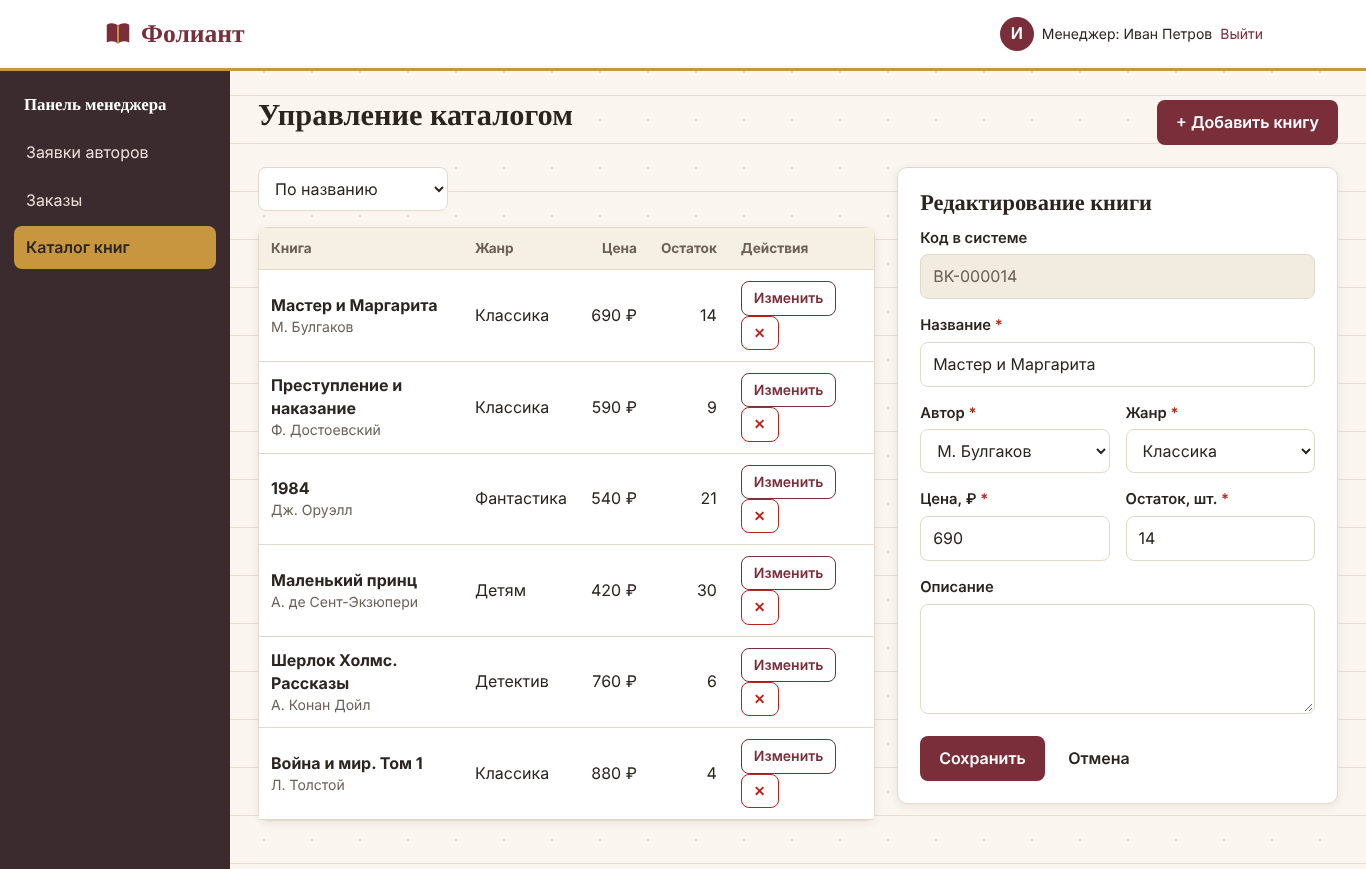 Фолиант
И
Менеджер: Иван Петров Выйти
Панель менеджера
Заявки авторов
Заказы
Каталог книг
Управление каталогом
+ Добавить книгу
По названию
Книга Жанр Цена Остаток Действия
Мастер и Маргарита
М. Булгаков
Классика 690 ₽ 14
Изменить
×
Преступление и
наказание
Ф. Достоевский
Классика 590 ₽ 9
Изменить
×
1984
Дж. Оруэлл
Фантастика 540 ₽ 21
Изменить
×
Маленький принц
А. де Сент-Экзюпери
Детям 420 ₽ 30
Изменить
×
Шерлок Холмс.
Рассказы
А. Конан Дойл
Детектив 760 ₽ 6
Изменить
×
Война и мир. Том 1
Л. Толстой
Классика 880 ₽ 4
Изменить
×
Редактирование книги
Код в системе
BK-000014
Название *
Мастер и Маргарита
Автор * Жанр *
М. Булгаков Классика
Цена, ₽ * Остаток, шт. *
690 14
Описание
Сохранить Отмена